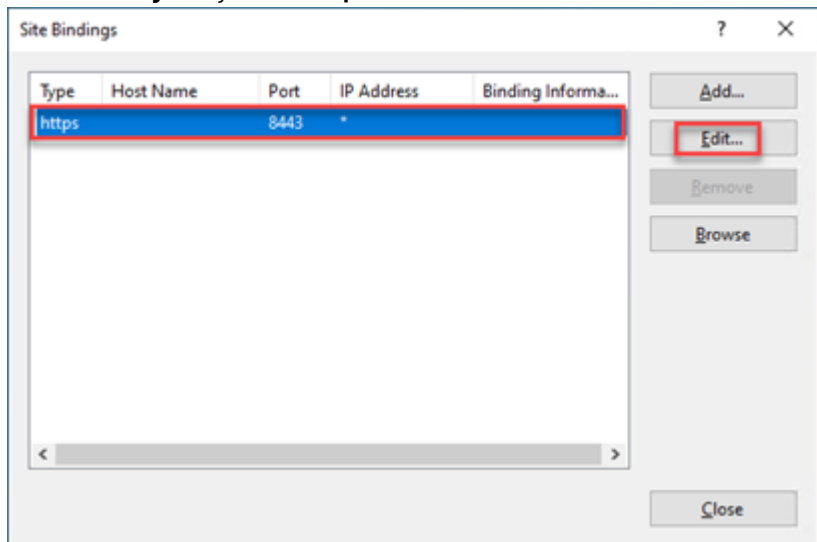 Site Bindings
Type Host Name Port IP Address Binding Informa...
https 8443 *
Add...
Edit...
Remove
Browse
Close